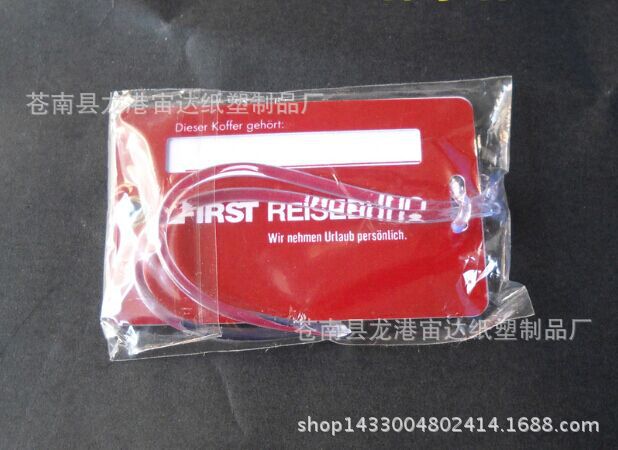 苍南县龙港宙达纸塑制品厂
Dieser Koffer gehört:
FIRST REISEBÜRO
Wir nehmen Urlaub persönlich.
苍南县龙港宙达纸塑制品厂
shop1433004802414.1688.com